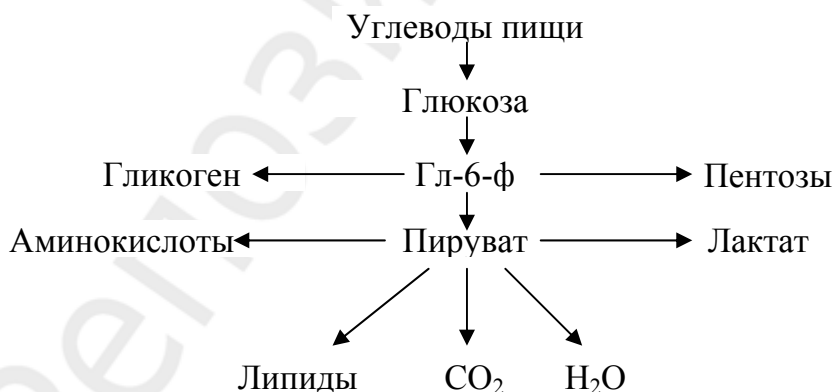 Углеводы пищи
Глюкоза
Гликоген Гл-6-ф Пентозы
Аминокислоты Пируват Лактат
Липиды CO₂ H₂O